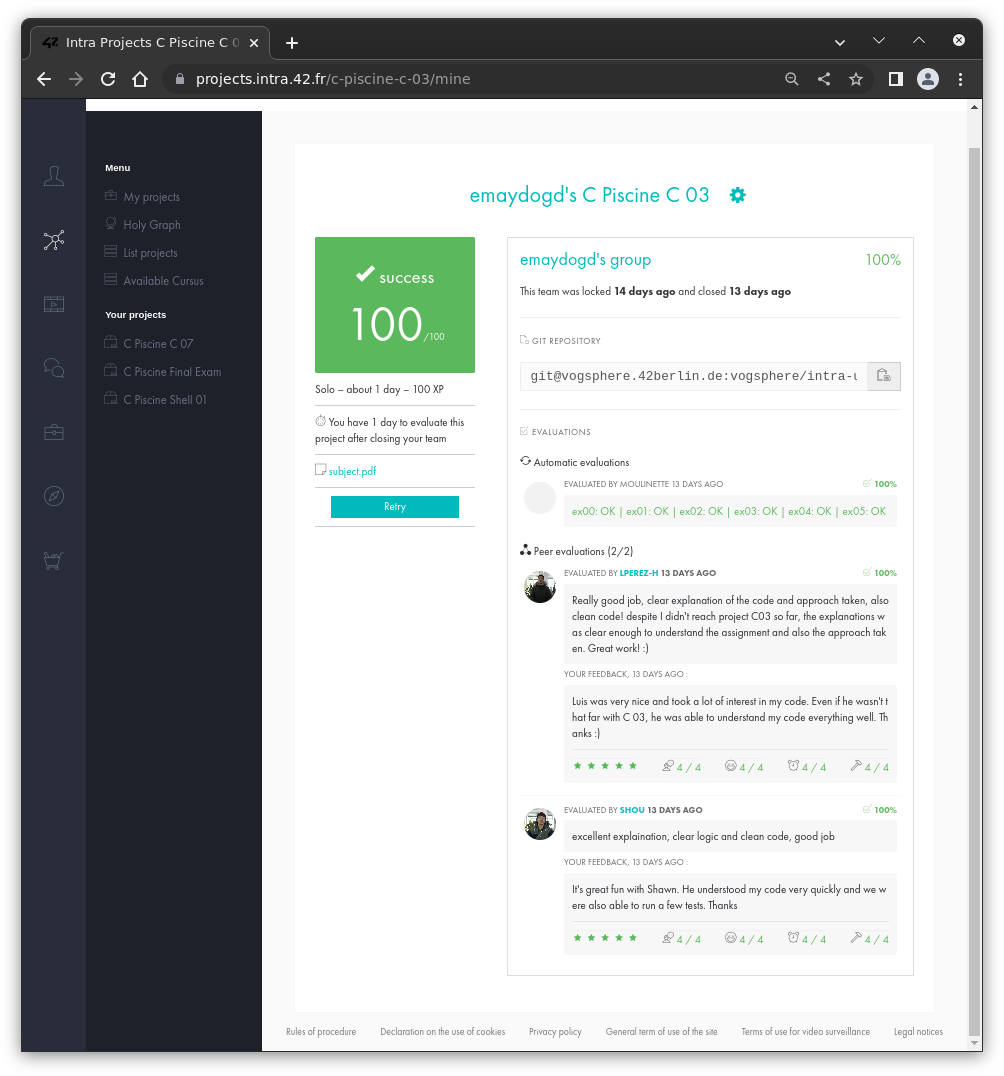 42 Intra Projects C Piscine C 0
projects.intra.42.fr/c-piscine-c-03/mine
Menu
My projects
Holy Graph
List projects
Available Cursus
Your projects
C Piscine C 07
C Piscine Final Exam
C Piscine Shell 01
emaydogd's C Piscine C 03
success
100/100
Solo – about 1 day – 100 XP
You have 1 day to evaluate this
project after closing your team
subject.pdf
Retry
emaydogd's group 100%
This team was locked 14 days ago and closed 13 days ago
GIT REPOSITORY
git@vogsphere.42berlin.de:vogsphere/intra-u
EVALUATIONS
Automatic evaluations
EVALUATED BY MOULINETTE 13 DAYS AGO 100%
ex00: OK | ex01: OK | ex02: OK | ex03: OK | ex04: OK | ex05: OK
Peer evaluations (2/2)
EVALUATED BY LPEREZ-H 13 DAYS AGO 100%
Really good job, clear explanation of the code and approach taken, also
clean code! despite I didn't reach project C03 so far, the explanations w
as clear enough to understand the assignment and also the approach tak
en. Great work! :)
YOUR FEEDBACK, 13 DAYS AGO :
Luis was very nice and took a lot of interest in my code. Even if he wasn't t
hat far with C 03, he was able to understand my code everything well. Th
anks :)
4 / 4 4 / 4 4 / 4 4 / 4
EVALUATED BY SHOU 13 DAYS AGO 100%
excellent explaination, clear logic and clean code, good job
YOUR FEEDBACK, 13 DAYS AGO :
It's great fun with Shawn. He understood my code very quickly and we w
ere also able to run a few tests. Thanks
4 / 4 4 / 4 4 / 4 4 / 4
Rules of procedure Declaration on the use of cookies Privacy policy General term of use of the site Terms of use for video surveillance Legal notices